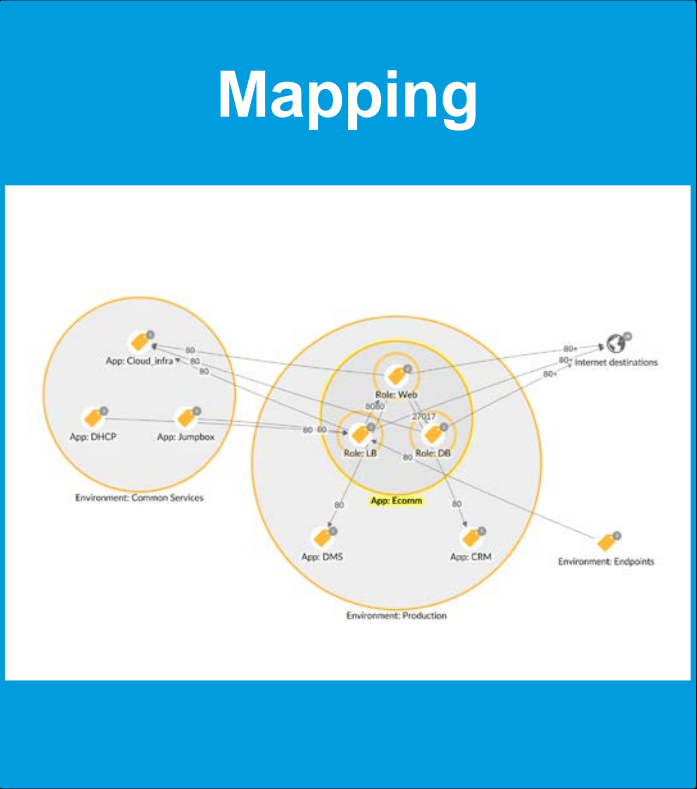 Mapping
App: Cloud_infra
80
80
80
App: DHCP
App: Jumpbox
80
80
Environment: Common Services
Role: Web
8080
27017
Role: LB
Role: DB
80
App: Ecomm
80
80
App: DMS
App: CRM
Environment: Production
80+
80+
80+
Internet destinations
Environment: Endpoints